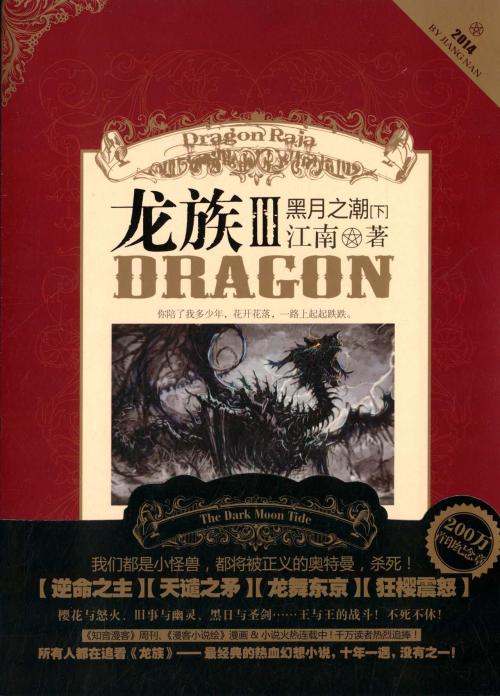 2014
BY JIANG NAN
Dragon Raja
龙族III
黑月之潮[下]
江南 著
DRAGON
你陪了我多少年,花开花落,一路上起起跌跌。
The Dark Moon Tide
200万
我们都是小怪兽,都将被正义的奥特曼,杀死!
【逆命之主】【天谴之矛】【龙舞东京】【狂樱震怒】
樱花与怒火、旧事与幽灵、黑日与圣剑……王与王的战斗!不死不休!
《知音漫客》周刊、《漫客小说绘》漫画&小说火热连载中!千万读者热烈追捧!
所有人都在追看《龙族》——最经典的热血幻想小说,十年一遇,没有之一!